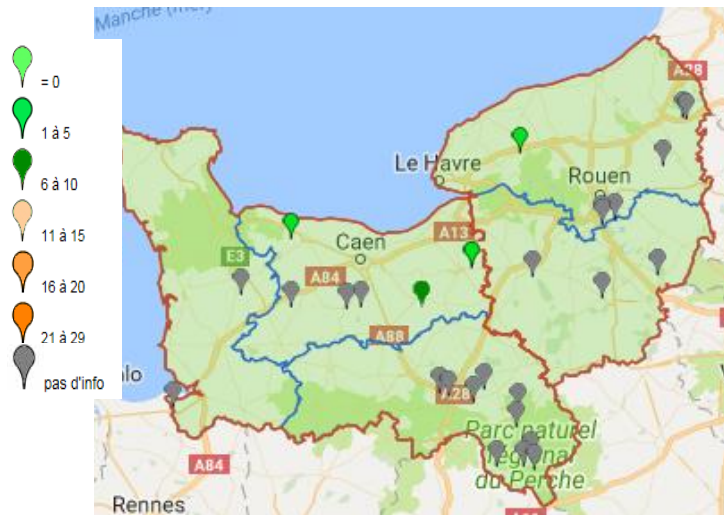 Manche (mer)
= 0
1 à 5
6 à 10
11 à 15
16 à 20
21 à 29
pas d'info
A28
Le Havre
Rouen
A13
Caen
E3
A84
A88
A28
Parc naturel
régional
du Perche
A84
Rennes